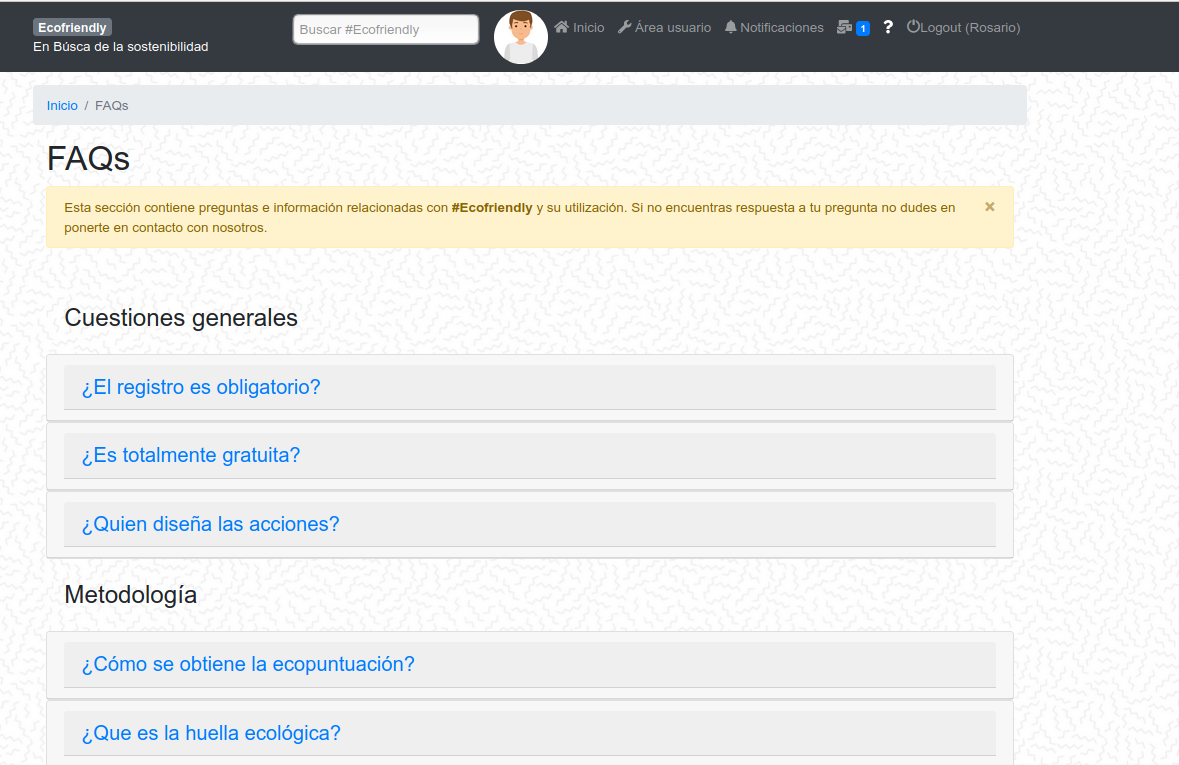 Ecofriendly
En Búsca de la sostenibilidad
Buscar #Ecofriendly
Inicio
Área usuario
Notificaciones
1
?
Logout (Rosario)
Inicio / FAQs
FAQs
Esta sección contiene preguntas e información relacionadas con #Ecofriendly y su utilización. Si no encuentras respuesta a tu pregunta no dudes en
ponerte en contacto con nosotros.
×
Cuestiones generales
¿El registro es obligatorio?
¿Es totalmente gratuita?
¿Quien diseña las acciones?
Metodología
¿Cómo se obtiene la ecopuntuación?
¿Que es la huella ecológica?